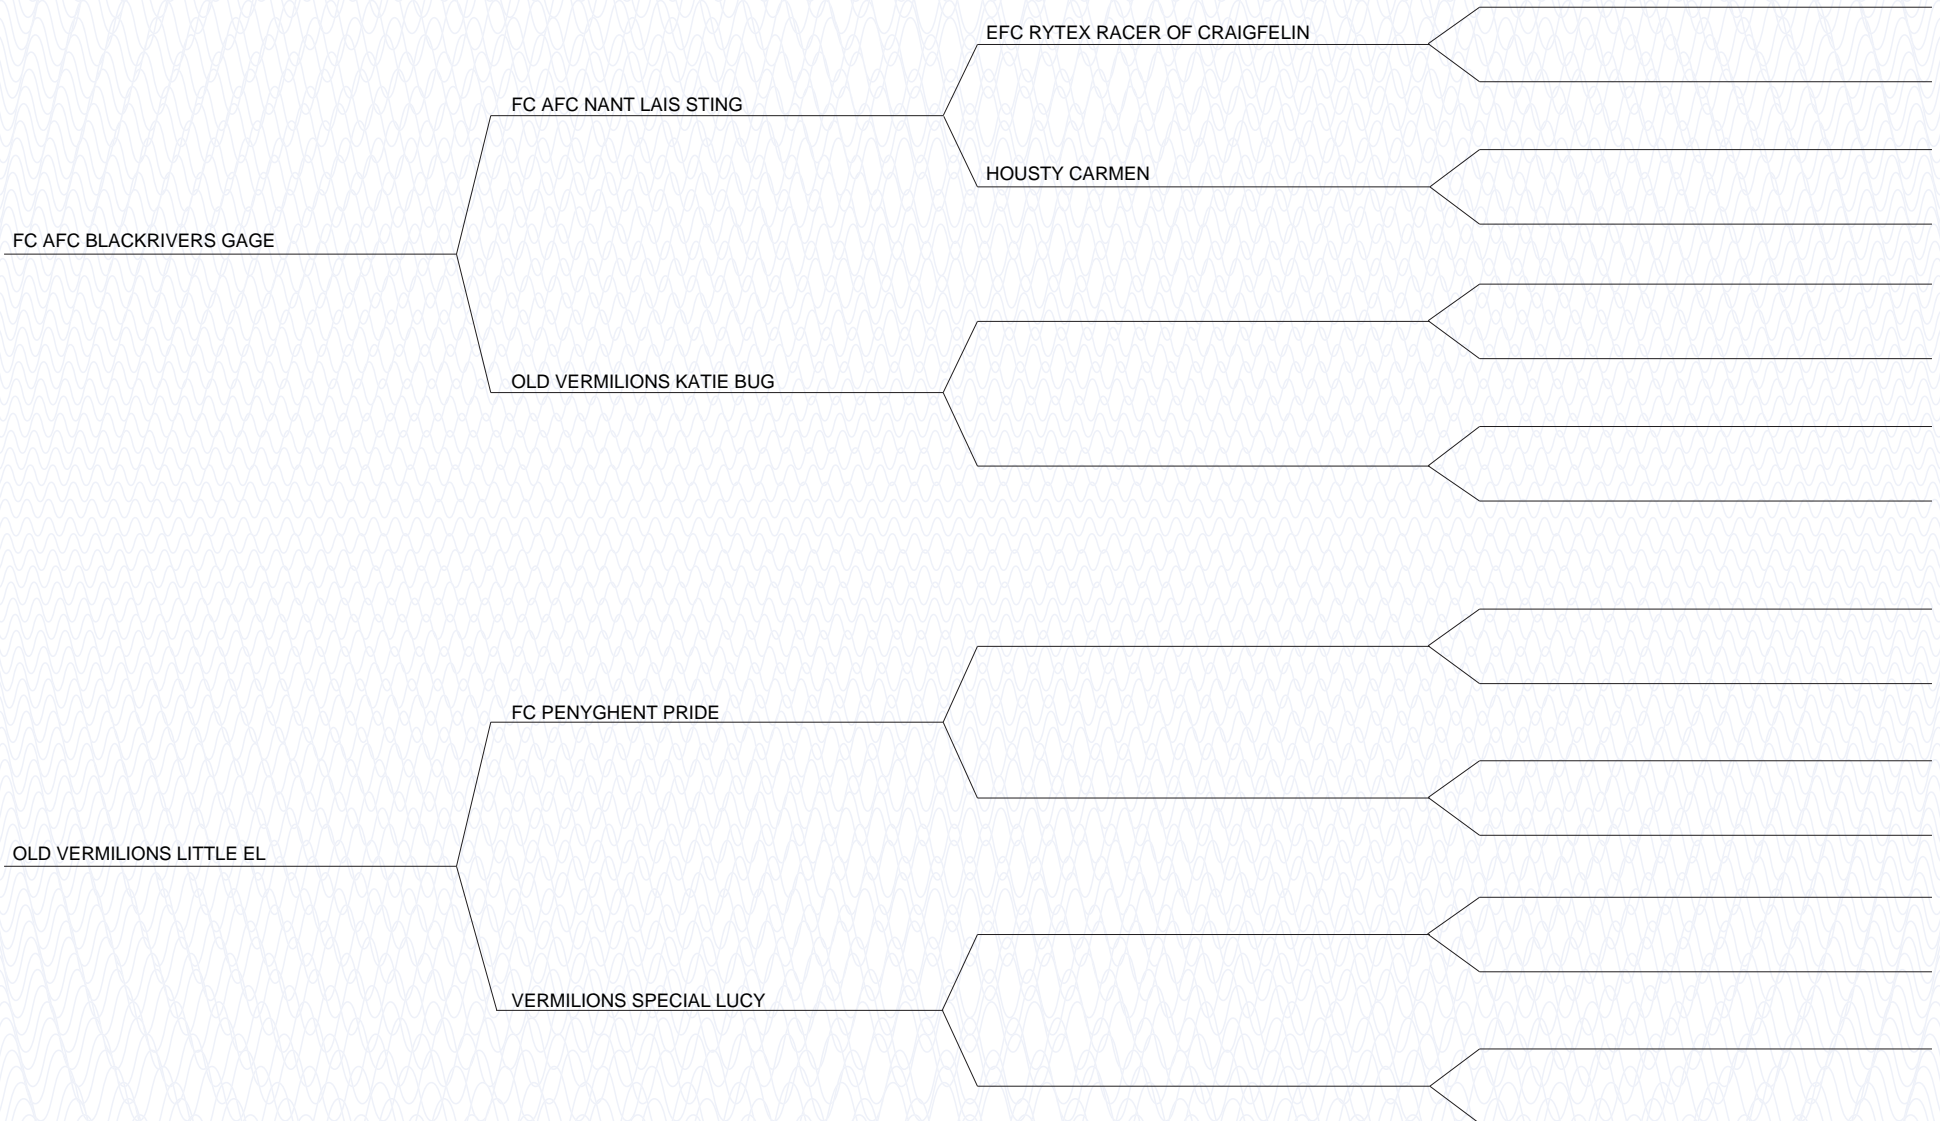 EFC RYTEX RACER OF CRAIGFELIN
FC AFC NANT LAIS STING
HOUSTY CARMEN
FC AFC BLACKRIVERS GAGE
OLD VERMILIONS KATIE BUG
FC PENYGHENT PRIDE
OLD VERMILIONS LITTLE EL
VERMILIONS SPECIAL LUCY